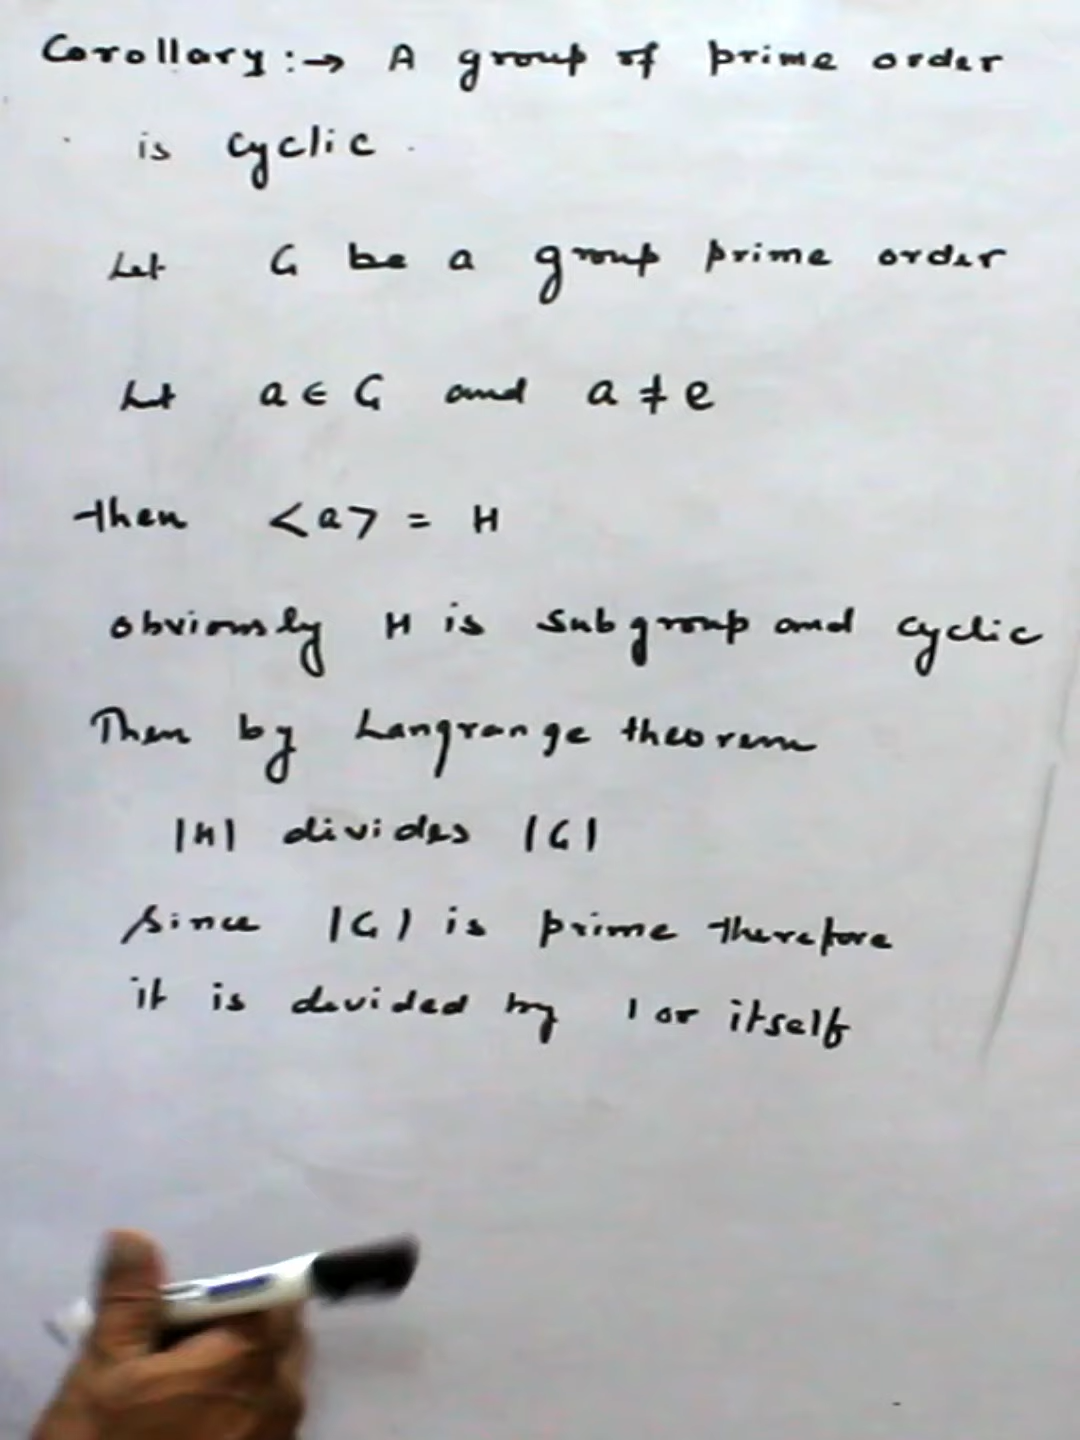 Corollary :→ A group of prime order
is cyclic.
Let G be a group prime order
Let a ∈ G and a ≠ e
then <a> = H
obviously H is subgroup and cyclic
Then by Langrange theorem
|H| divides |G|
Since |G| is prime therefore
it is divided by 1 or itself